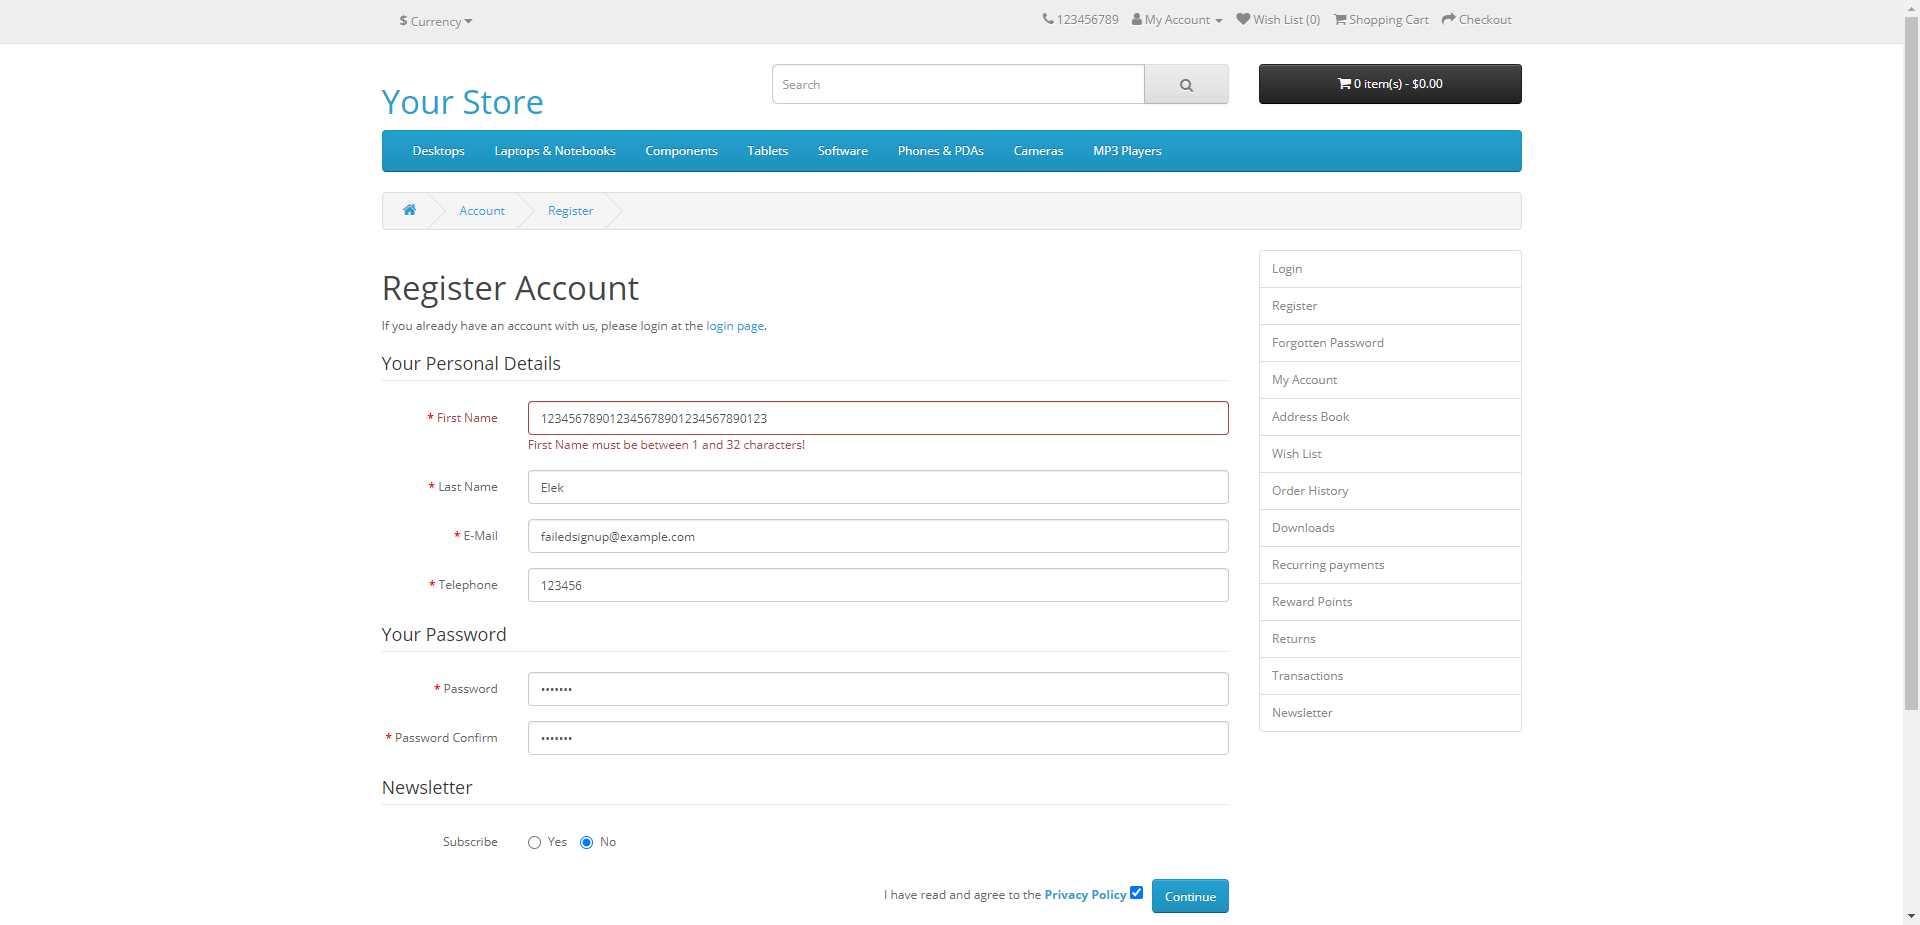 $ Currency
123456789 My Account Wish List (0) Shopping Cart Checkout
Your Store
Search
0 item(s) - $0.00
Desktops Laptops & Notebooks Components Tablets Software Phones & PDAs Cameras MP3 Players
Account Register
Register Account
If you already have an account with us, please login at the login page.
Your Personal Details
* First Name 123456789012345678901234567890123
First Name must be between 1 and 32 characters!
* Last Name Elek
* E-Mail failedsignup@example.com
* Telephone 123456
Your Password
* Password •••••••
* Password Confirm •••••••
Newsletter
Subscribe Yes No
I have read and agree to the Privacy Policy Continue
Login
Register
Forgotten Password
My Account
Address Book
Wish List
Order History
Downloads
Recurring payments
Reward Points
Returns
Transactions
Newsletter